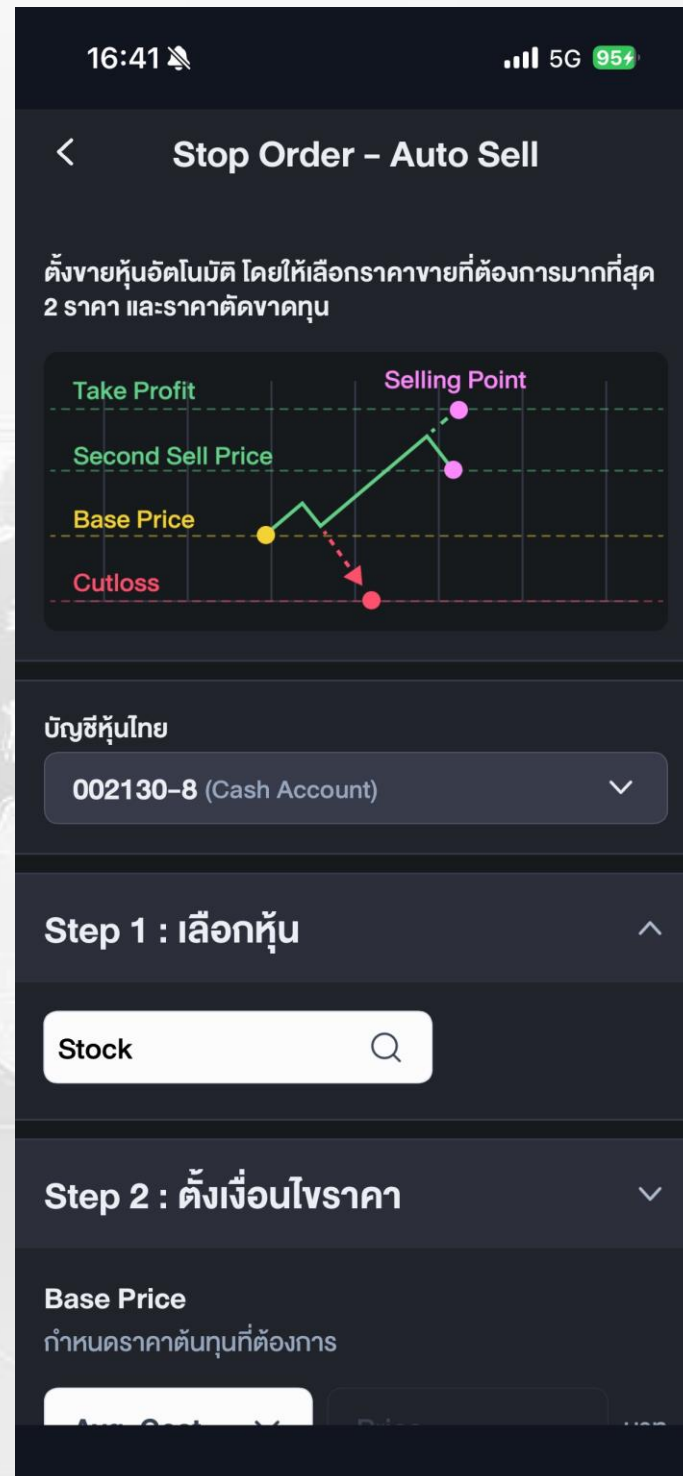 16:41
5G 95
Stop Order – Auto Sell
ตั้งขายหุ้นอัตโนมัติ โดยให้เลือกราคาขายที่ต้องการมากที่สุด
2 ราคา และราคาตัดขาดทุน
Take Profit
Selling Point
Second Sell Price
Base Price
Cutloss
บัญชีหุ้นไทย
002130-8 (Cash Account)
Step 1 : เลือกหุ้น
Stock
Step 2 : ตั้งเงื่อนไขราคา
Base Price
กำหนดราคาต้นทุนที่ต้องการ